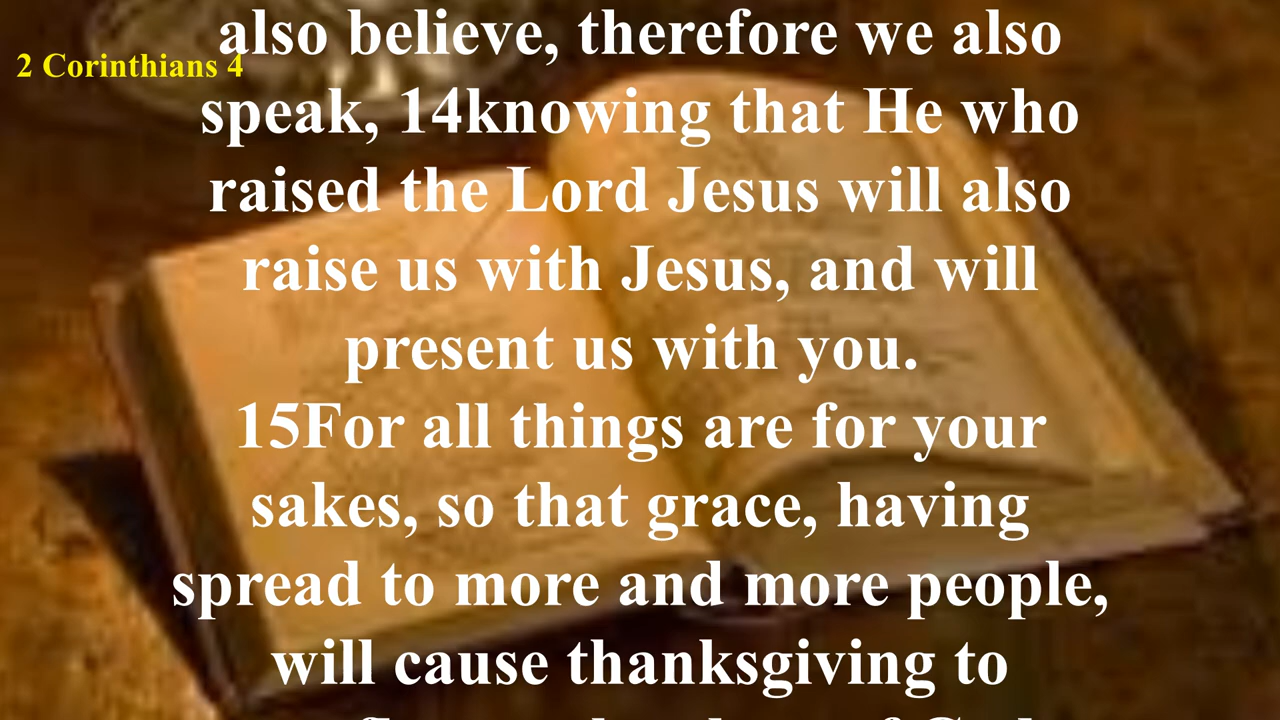 also believe, therefore we also
2 Corinthians 4
speak, 14knowing that He who
raised the Lord Jesus will also
raise us with Jesus, and will
present us with you.
15For all things are for your
sakes, so that grace, having
spread to more and more people,
will cause thanksgiving to